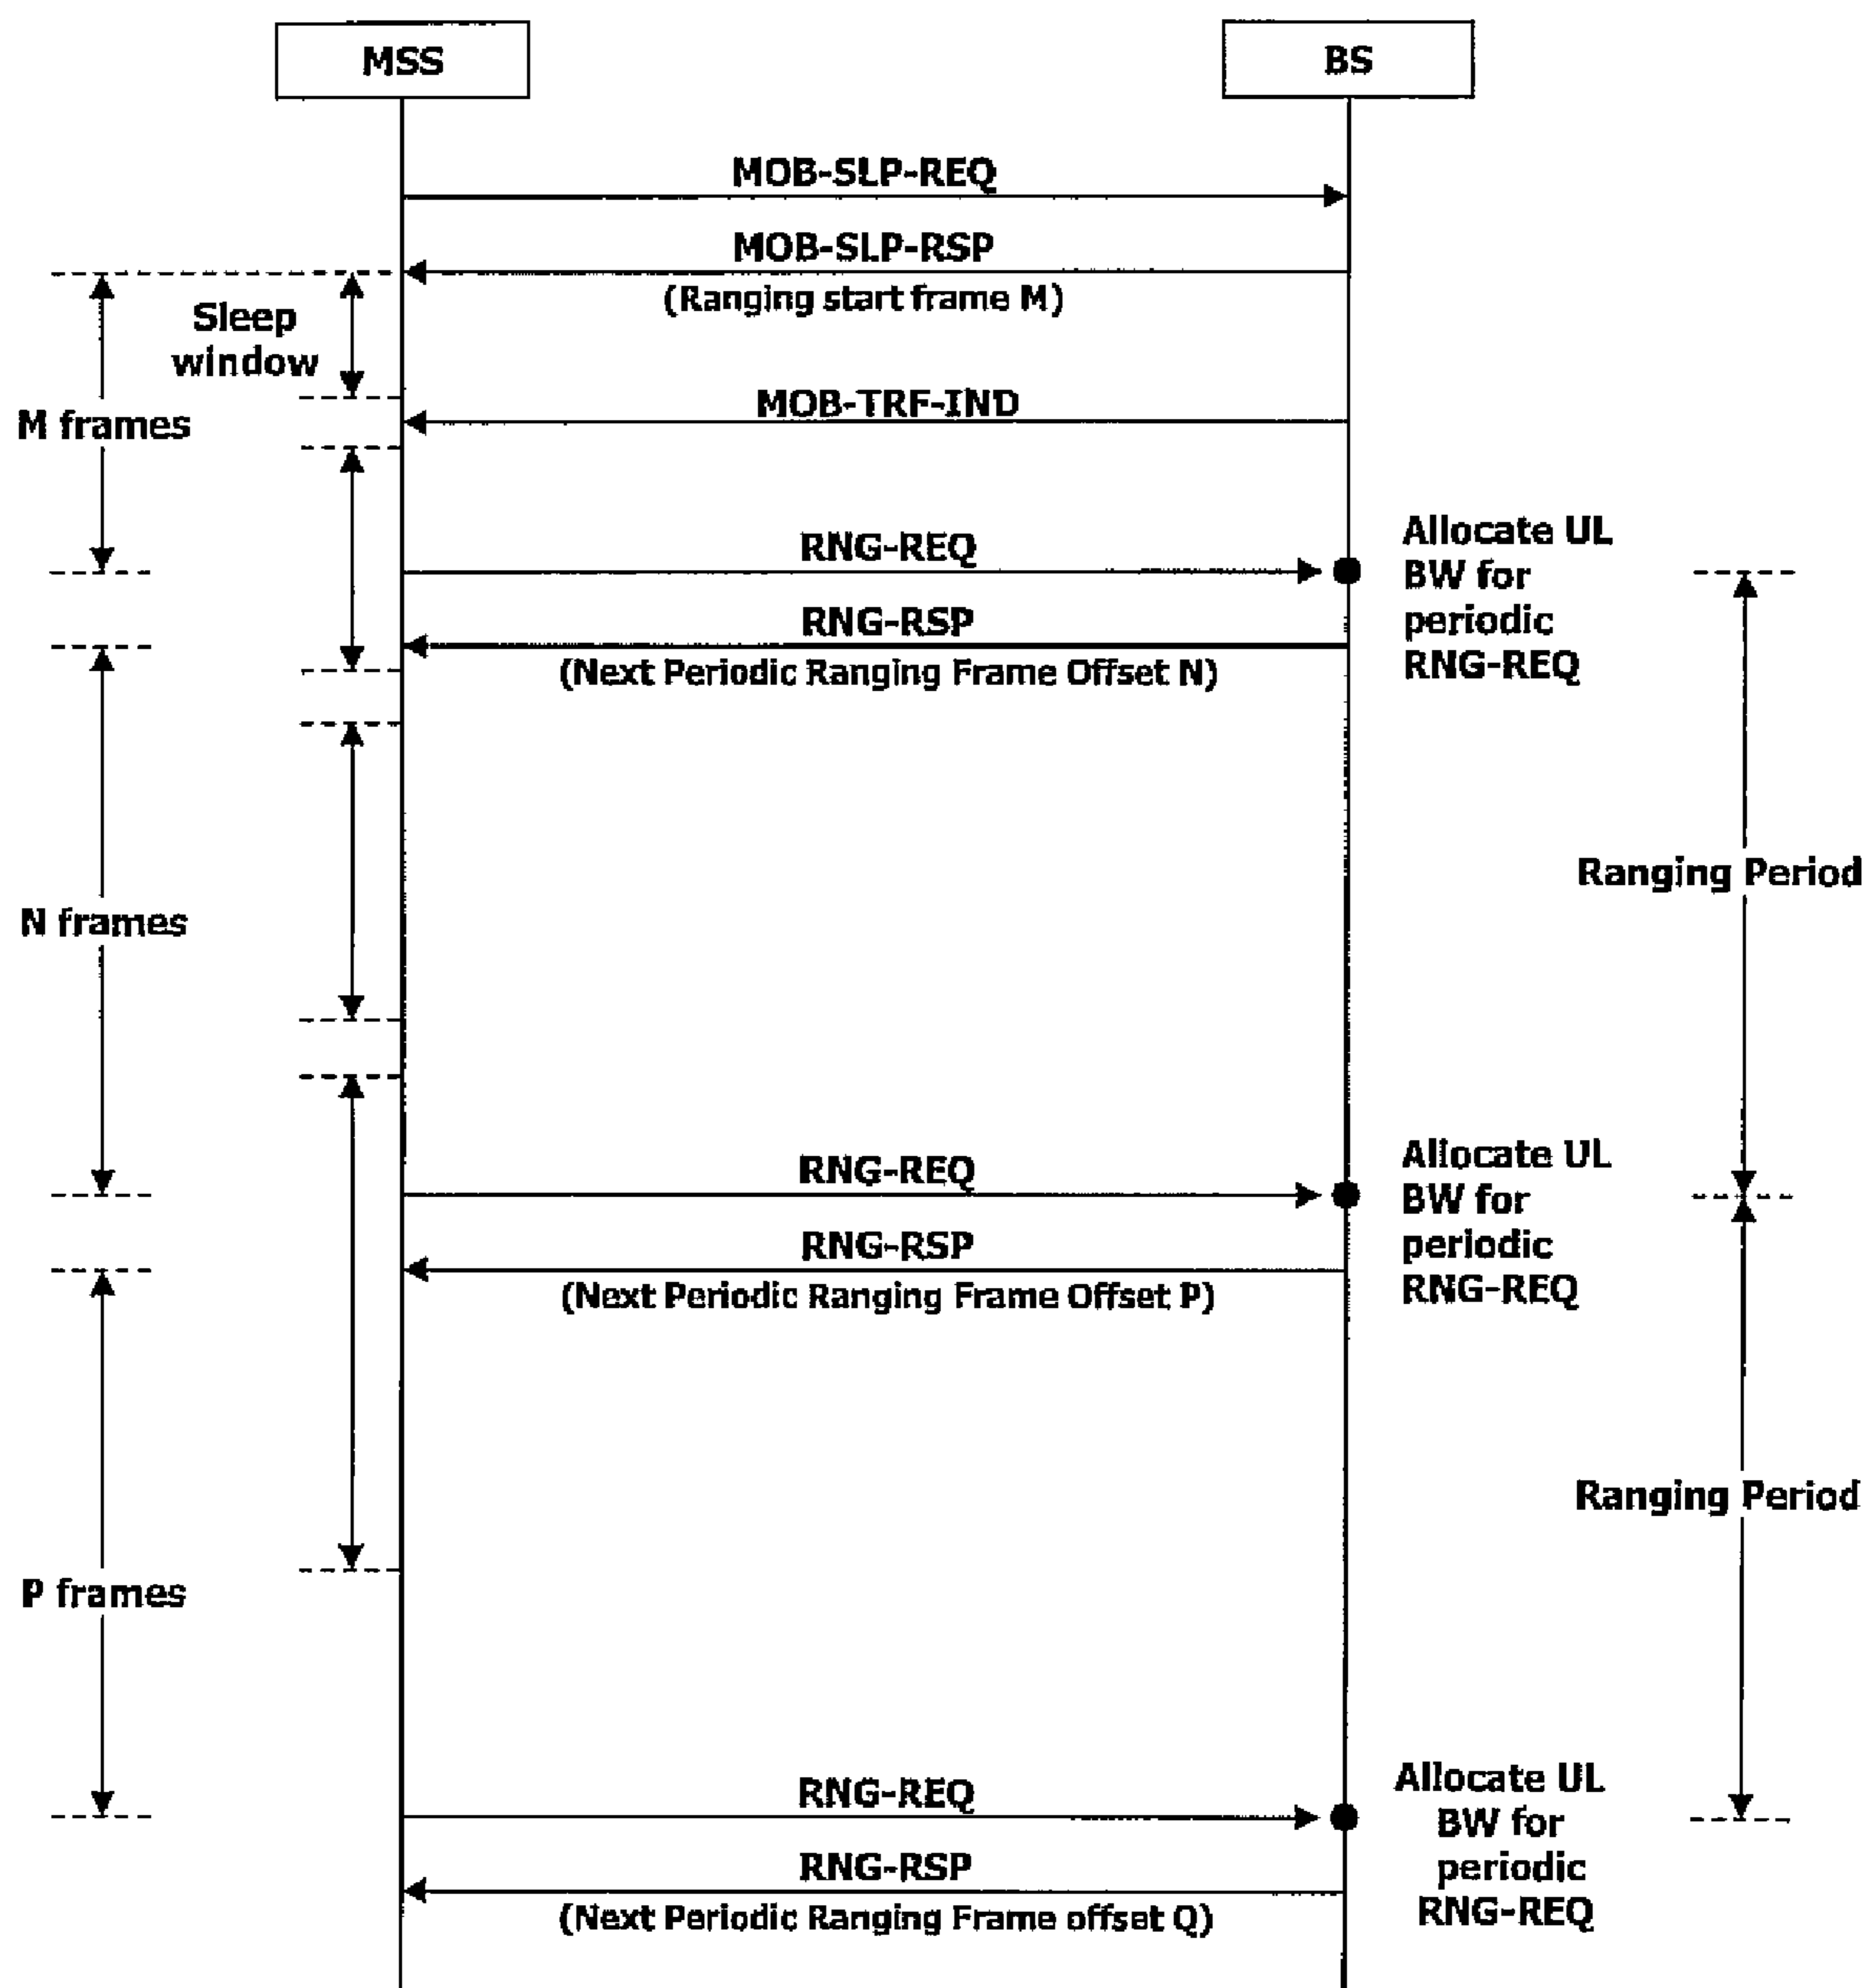 MSS
BS
MOB-SLP-REQ
MOB-SLP-RSP
(Ranging start frame M)
Sleep
window
M frames
MOB-TRF-IND
RNG-REQ
Allocate UL
BW for
periodic
RNG-REQ
RNG-RSP
(Next Periodic Ranging Frame Offset N)
Ranging Period
N frames
RNG-REQ
Allocate UL
BW for
periodic
RNG-REQ
RNG-RSP
(Next Periodic Ranging Frame Offset P)
Ranging Period
P frames
RNG-REQ
Allocate UL
BW for
periodic
RNG-REQ
RNG-RSP
(Next Periodic Ranging Frame offset Q)